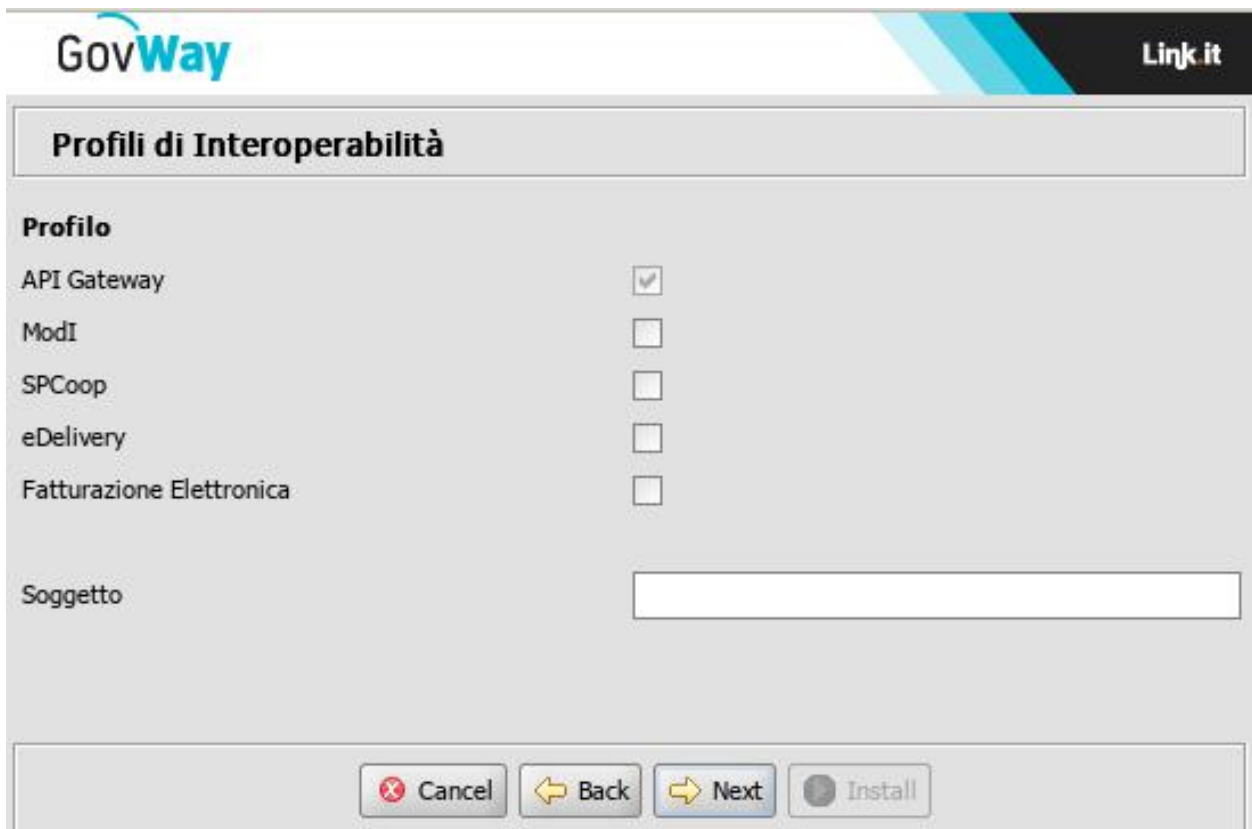 GovWay
Link.it
Profili di Interoperabilità
Profilo
API Gateway
ModI
SPCoop
eDelivery
Fatturazione Elettronica
Soggetto
Cancel
Back
Next
Install